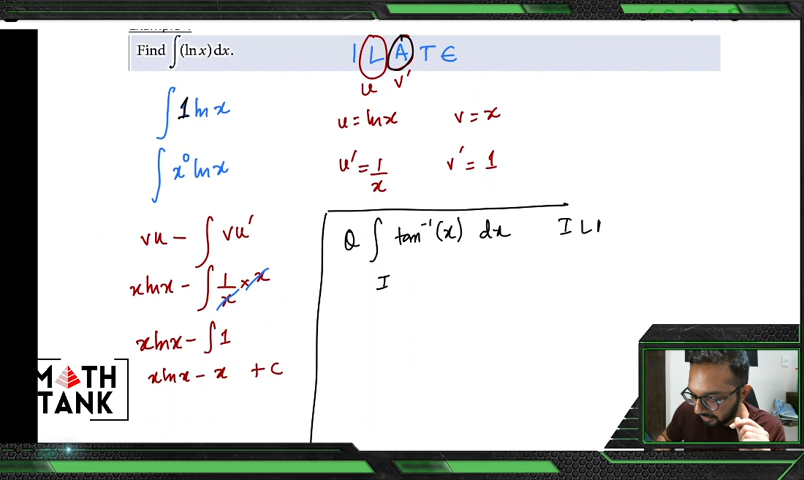 Find ∫(ln x) dx.
I L A T E
u v'
∫ 1 ln x
u = ln x v = x
∫ x⁰ ln x
u' = 1/x v' = 1
vu - ∫ vu'
x ln x - ∫ 1/x × x
x ln x - ∫ 1
x ln x - x + C
Q ∫ tan⁻¹(x) dx I L
I
MATH
TANK